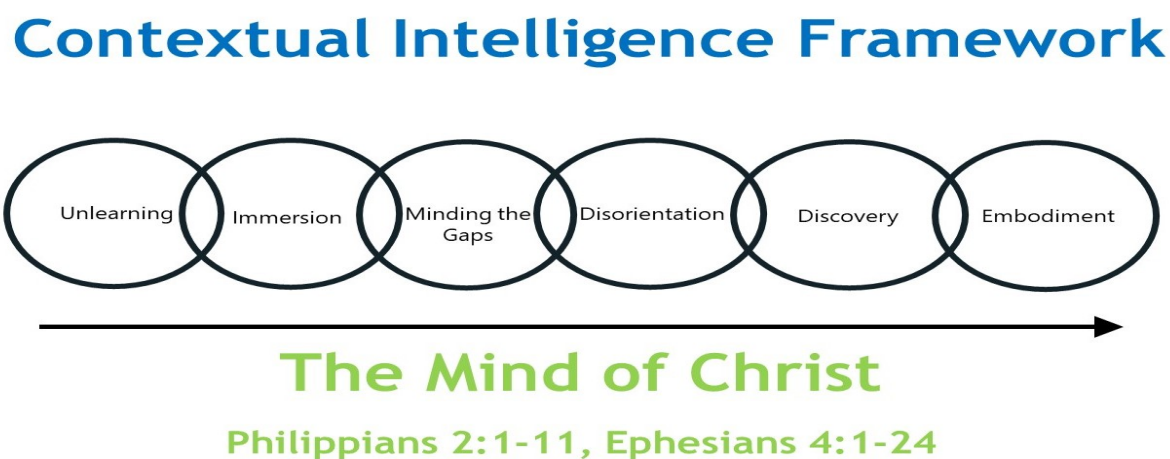 Contextual Intelligence Framework
Unlearning
Immersion
Minding the
Gaps
Disorientation
Discovery
Embodiment
The Mind of Christ
Philippians 2:1-11, Ephesians 4:1-24